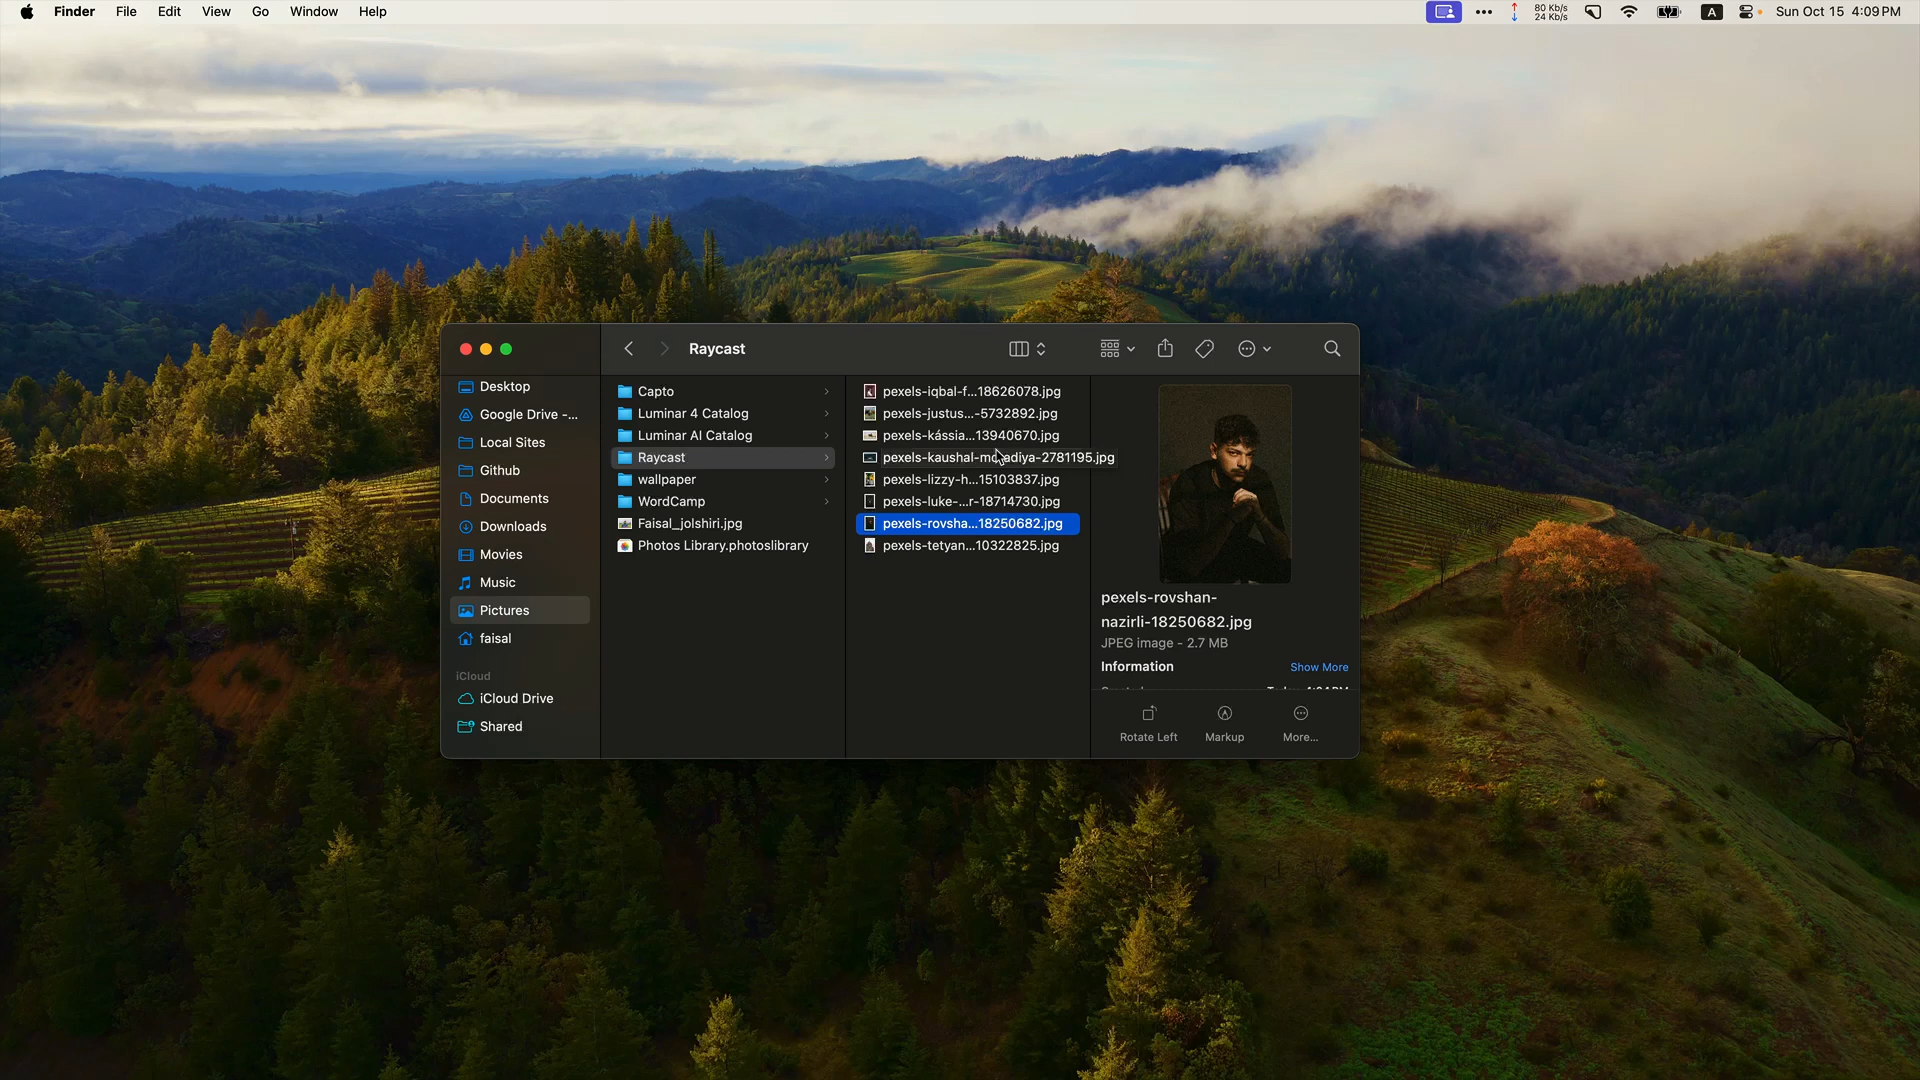 Finder File Edit View Go Window Help
80 Kb/s
24 Kb/s
A
Sun Oct 15 4:09 PM
Raycast
Desktop
Google Drive -...
Local Sites
Github
Documents
Downloads
Movies
Music
Pictures
faisal
iCloud
iCloud Drive
Shared
Capto
Luminar 4 Catalog
Luminar AI Catalog
Raycast
wallpaper
WordCamp
Faisal_jolshiri.jpg
Photos Library.photoslibrary
pexels-iqbal-f...18626078.jpg
pexels-justus...-5732892.jpg
pexels-kássia...13940670.jpg
pexels-lizzy-h...15103837.jpg
pexels-luke-...r-18714730.jpg
pexels-rovsha...18250682.jpg
pexels-tetyan...10322825.jpg
pexels-rovshan-
nazirli-18250682.jpg
JPEG image - 2.7 MB
Information Show More
Rotate Left Markup More...